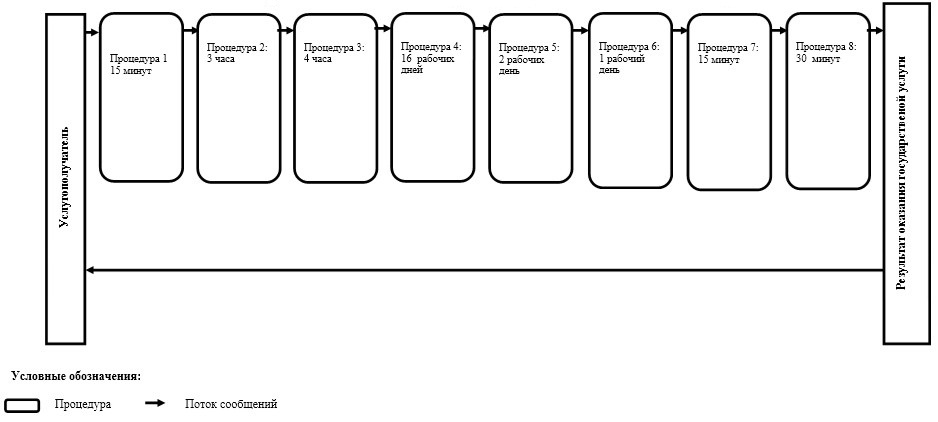 Услугополучатель
Процедура 1
15 минут
Процедура 2:
3 часа
Процедура 3:
4 часа
Процедура 4:
16 рабочих
дней
Процедура 5:
2 рабочих
день
Процедура 6:
1 рабочий
день
Процедура 7:
15 минут
Процедура 8:
30 минут
Результат оказания государственой услуги
Условные обозначения:
Процедура
Поток сообщений